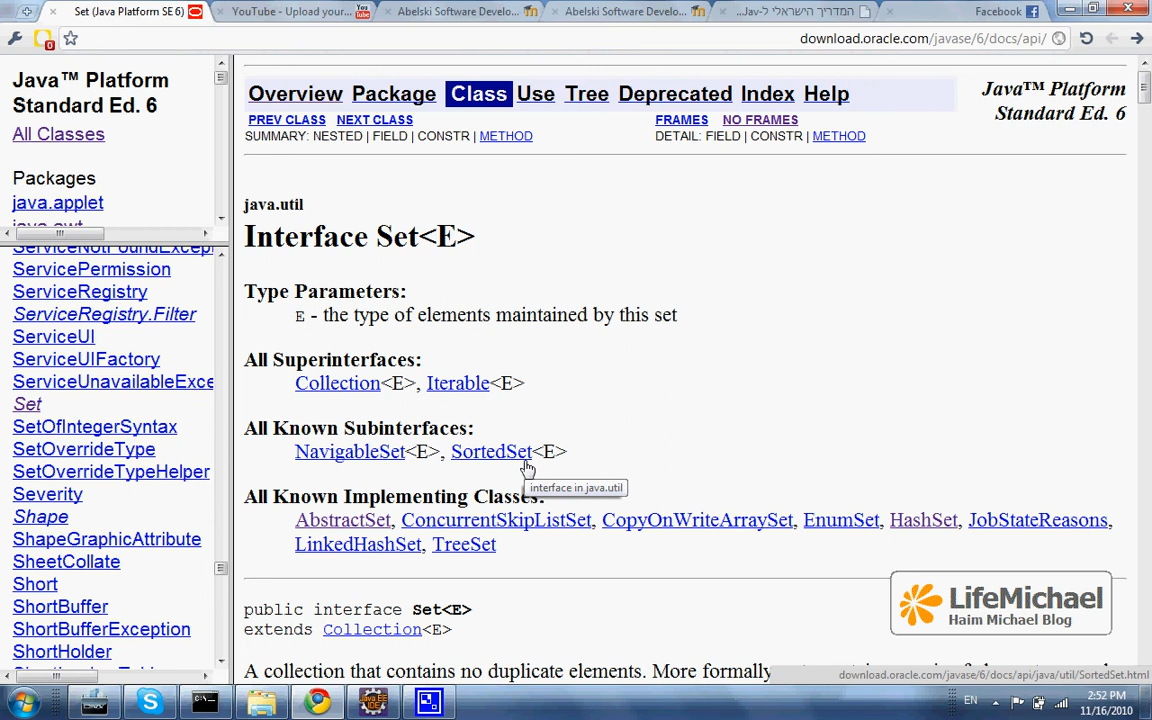 Set (Java Platform SE 6)
YouTube - Upload your...
Abelski Software Develo...
Abelski Software Develo...
המדריך הישראלי ל-Jav...
Facebook
0
download.oracle.com/javase/6/docs/api/
Java™ Platform
Standard Ed. 6
All Classes
Packages
java.applet
java.awt
ServiceNotFoundExcep
ServicePermission
ServiceRegistry
ServiceRegistry.Filter
ServiceUI
ServiceUIFactory
ServiceUnavailableExce
Set
SetOfIntegerSyntax
SetOverrideType
SetOverrideTypeHelper
Severity
Shape
ShapeGraphicAttribute
SheetCollate
Short
ShortBuffer
ShortBufferException
ShortHolder
Overview Package Class Use Tree Deprecated Index Help
Java™ Platform
Standard Ed. 6
PREV CLASS NEXT CLASS
FRAMES NO FRAMES
SUMMARY: NESTED | FIELD | CONSTR | METHOD
DETAIL: FIELD | CONSTR | METHOD
java.util
Interface Set<E>
Type Parameters:
E - the type of elements maintained by this set
All Superinterfaces:
Collection<E>, Iterable<E>
All Known Subinterfaces:
NavigableSet<E>, SortedSet<E>
interface in java.util
All Known Implementing Classes:
AbstractSet, ConcurrentSkipListSet, CopyOnWriteArraySet, EnumSet, HashSet, JobStateReasons,
LinkedHashSet, TreeSet
public interface Set<E>
extends Collection<E>
LifeMichael
Haim Michael Blog
A collection that contains no duplicate elements. More formally
download.oracle.com/javase/6/docs/api/java/util/SortedSet.html
Java EE
IDE
EN
2:52 PM
11/16/2010